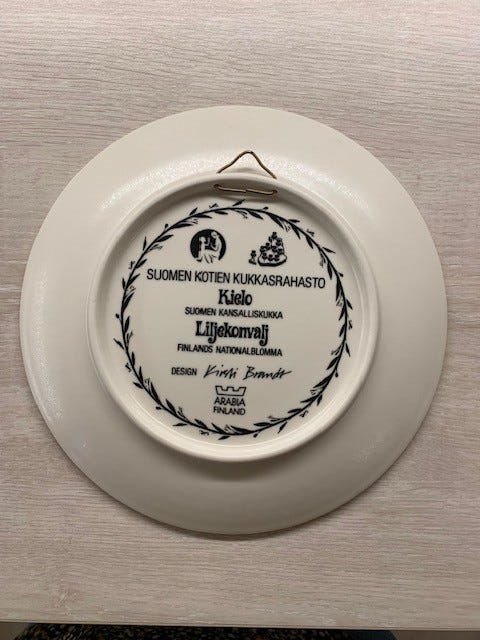 SUOMEN KOTIEN KUKKASRAHASTO
Kielo
SUOMEN KANSALLISKUKKA
Liljekonvalj
FINLANDS NATIONALBLOMMA
DESIGN Kirsti Brandt
ARABIA
FINLAND